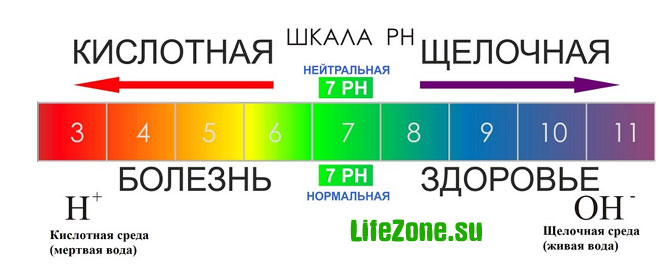 ШКАЛА PH
КИСЛОТНАЯ
ЩЕЛОЧНАЯ
НЕЙТРАЛЬНАЯ
7 PH
3 4 5 6 7 8 9 10 11
БОЛЕЗНЬ
7 PH
ЗДОРОВЬЕ
НОРМАЛЬНАЯ
H+
OH-
Кислотная среда
(мертвая вода)
LifeZone.su
Щелочная среда
(живая вода)